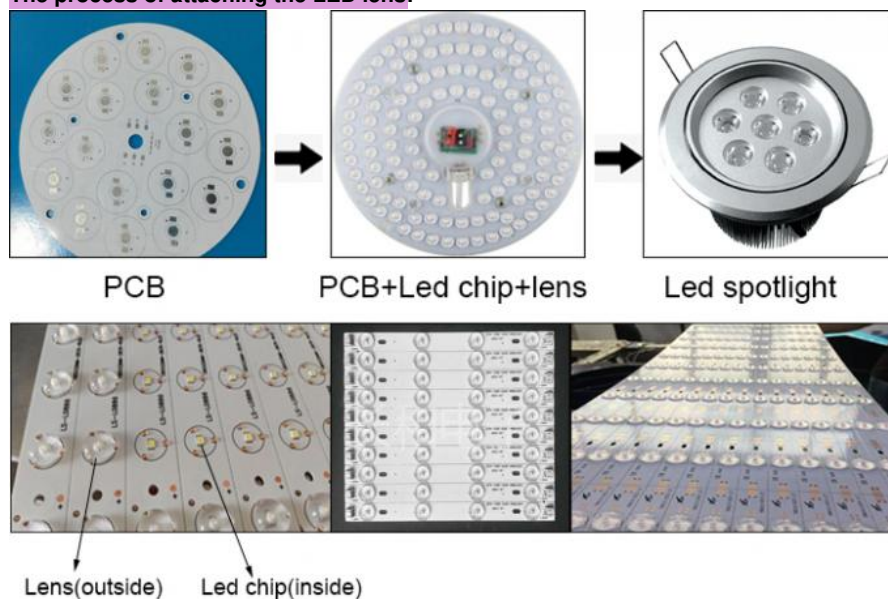 The process of attaching the LED lens.
PCB
PCB+Led chip+lens
Led spotlight
Lens(outside)
Led chip(inside)